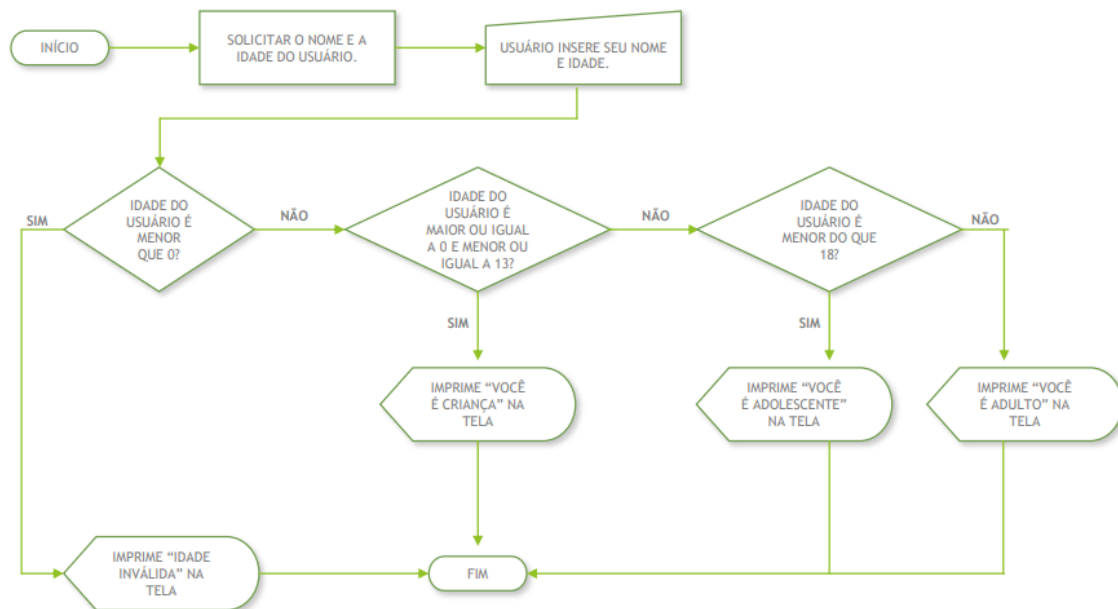 INÍCIO
SOLICITAR O NOME E A
IDADE DO USUÁRIO.
USUÁRIO INSERE SEU NOME
E IDADE.
SIM
IDADE DO
USUÁRIO É
MENOR
QUE 0?
NÃO
IDADE DO
USUÁRIO É
MAIOR OU IGUAL
A 0 E MENOR OU
IGUAL A 13?
NÃO
IDADE DO
USUÁRIO É
MENOR DO QUE
18?
NÃO
SIM
SIM
IMPRIME “VOCÊ
É CRIANÇA” NA
TELA
IMPRIME “VOCÊ
É ADOLESCENTE”
NA TELA
IMPRIME “VOCÊ
É ADULTO” NA
TELA
IMPRIME “IDADE
INVÁLIDA” NA
TELA
FIM